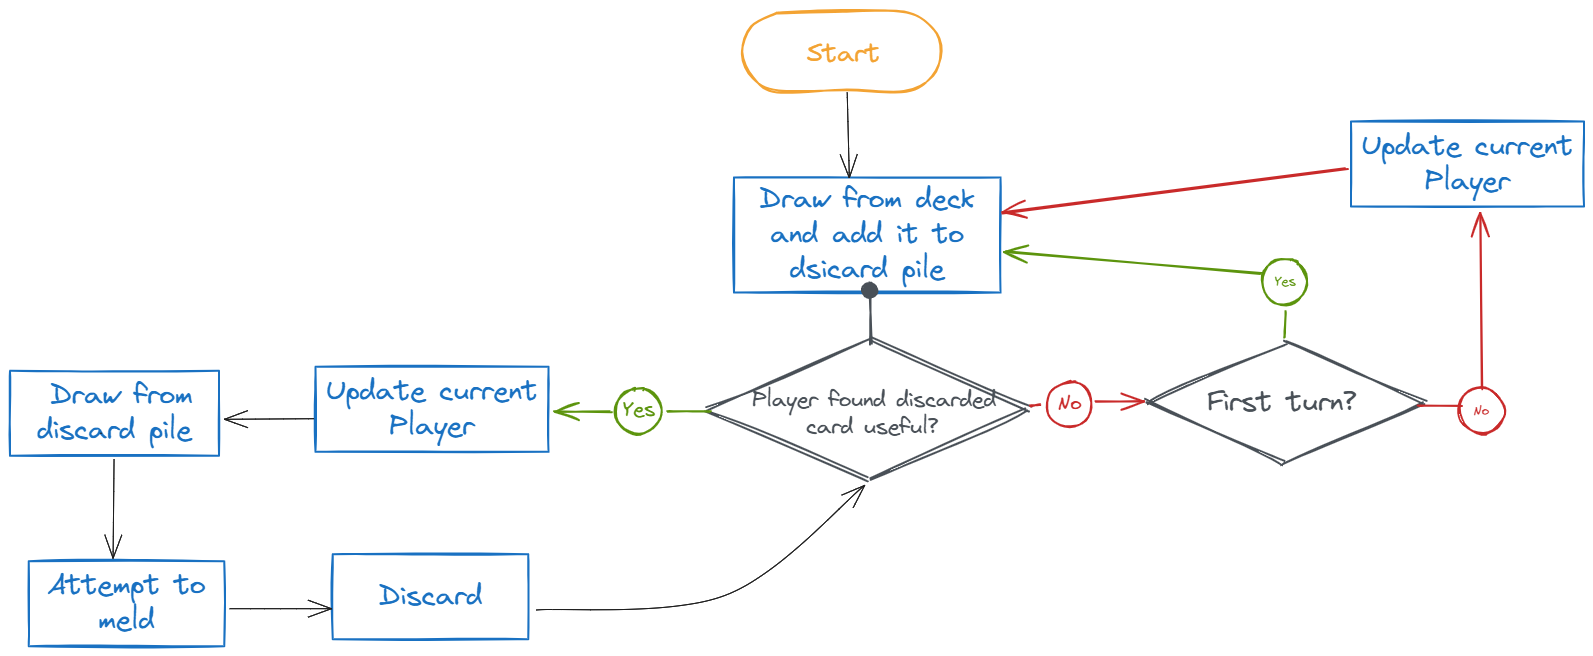 Start
Update current
Player
Draw from deck
and add it to
dsicard pile
Yes
Draw from
discard pile
Update current
Player
Yes
Player found discarded
card useful?
No
First turn?
No
Attempt to
meld
Discard